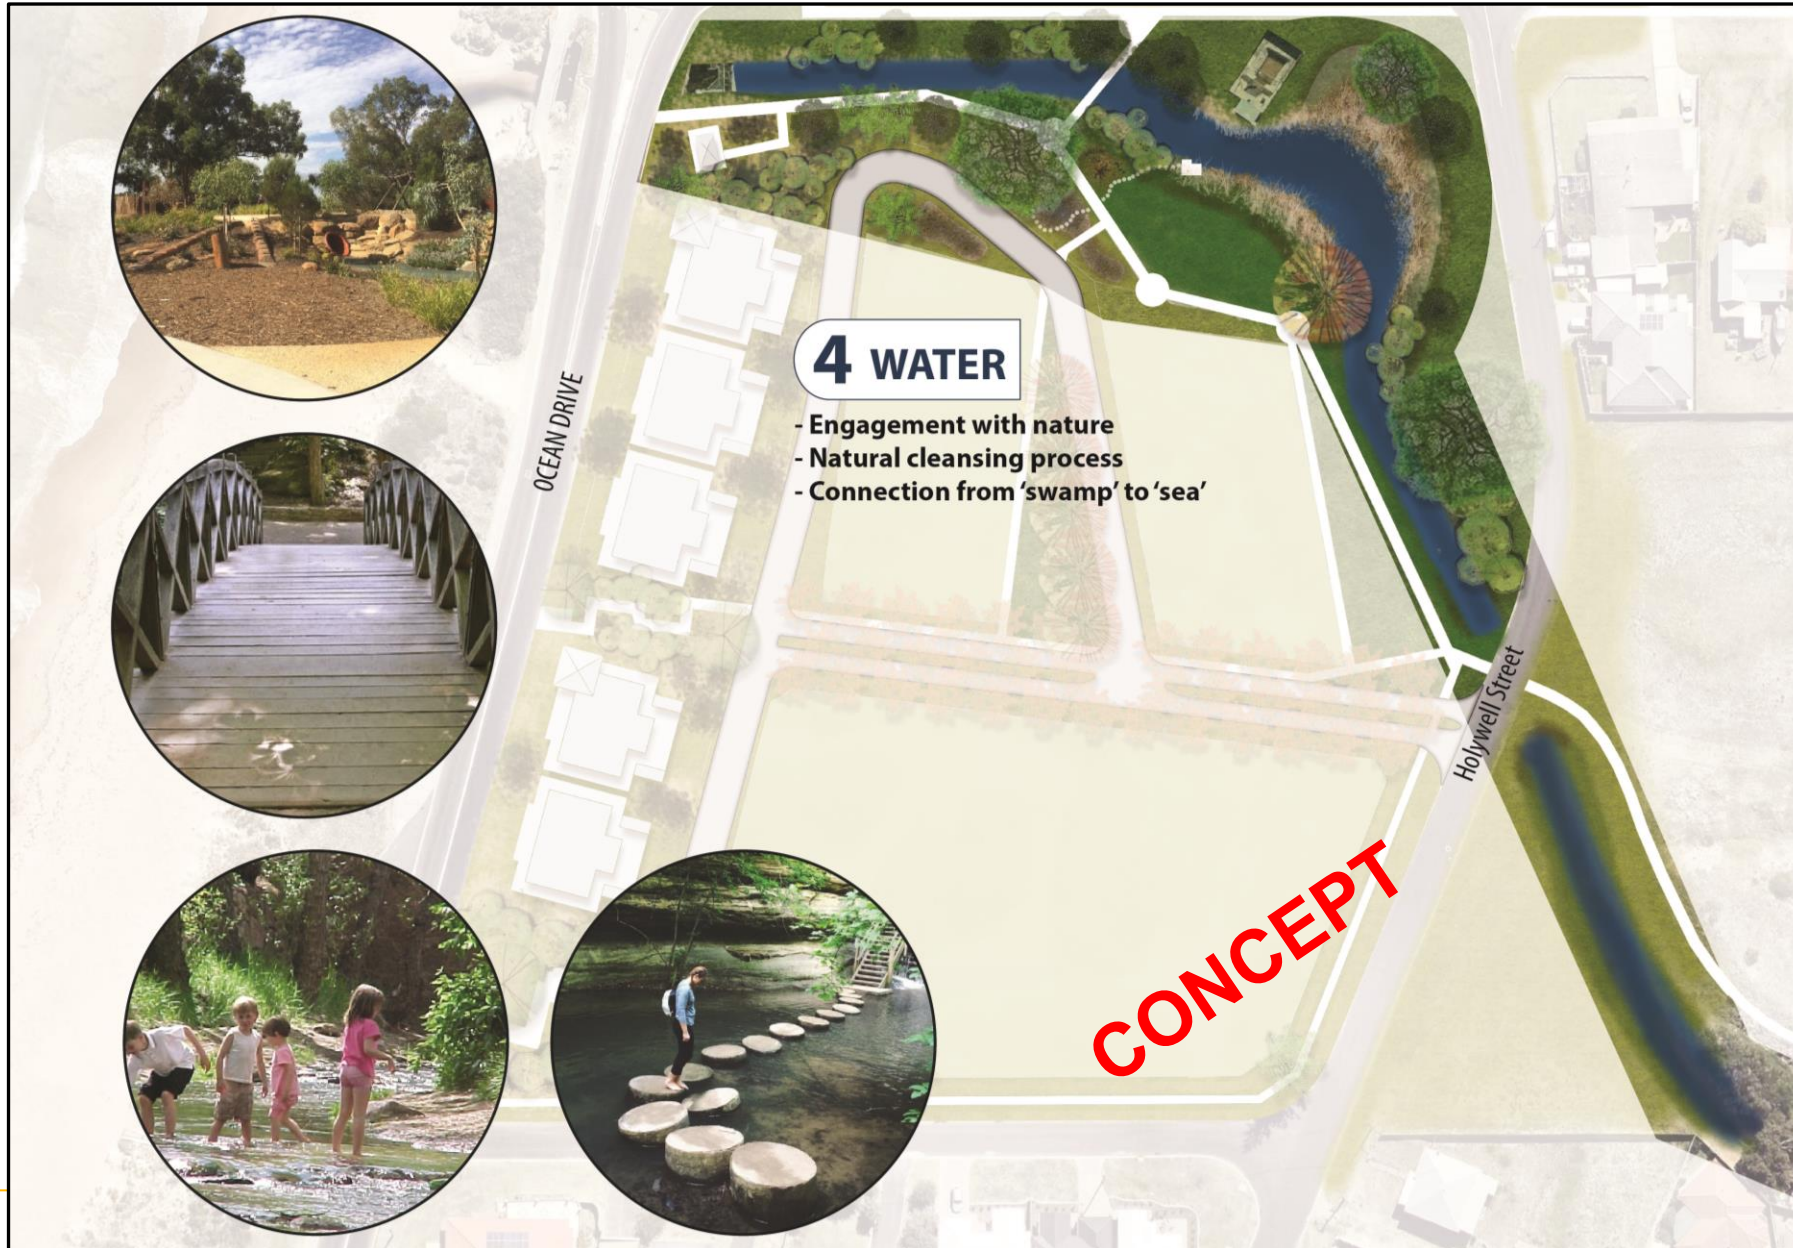 OCEAN DRIVE
4 WATER
- Engagement with nature
- Natural cleansing process
- Connection from ‘swamp’ to ‘sea’
Holywell Street
CONCEPT